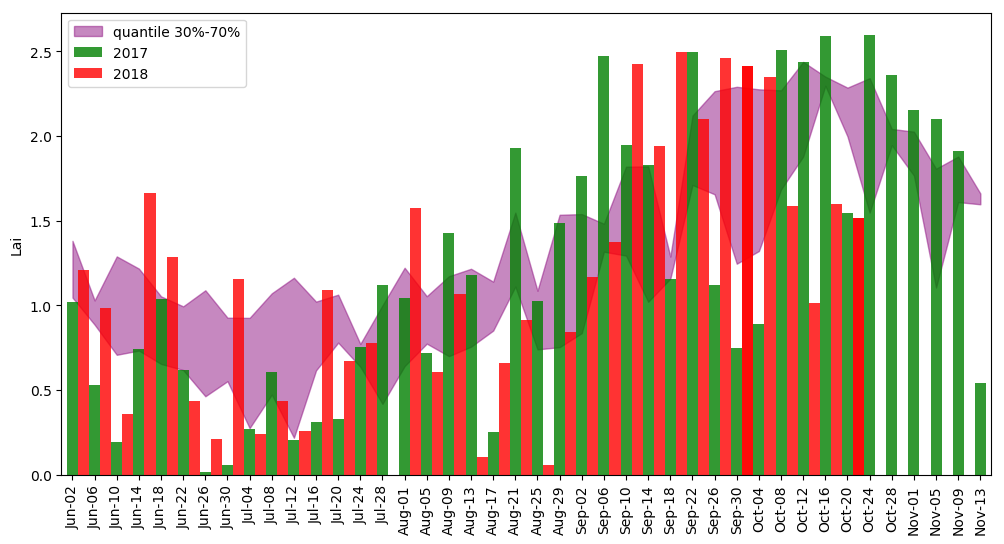 quantile 30%-70%
2017
2018
Lai
2.5
2.0
1.5
1.0
0.5
0.0
Jun-02
Jun-06
Jun-10
Jun-14
Jun-18
Jun-22
Jun-26
Jun-30
Jul-04
Jul-08
Jul-12
Jul-16
Jul-20
Jul-24
Jul-28
Aug-01
Aug-05
Aug-09
Aug-13
Aug-17
Aug-21
Aug-25
Aug-29
Sep-02
Sep-06
Sep-10
Sep-14
Sep-18
Sep-22
Sep-26
Sep-30
Oct-04
Oct-08
Oct-12
Oct-16
Oct-20
Oct-24
Oct-28
Nov-01
Nov-05
Nov-09
Nov-13